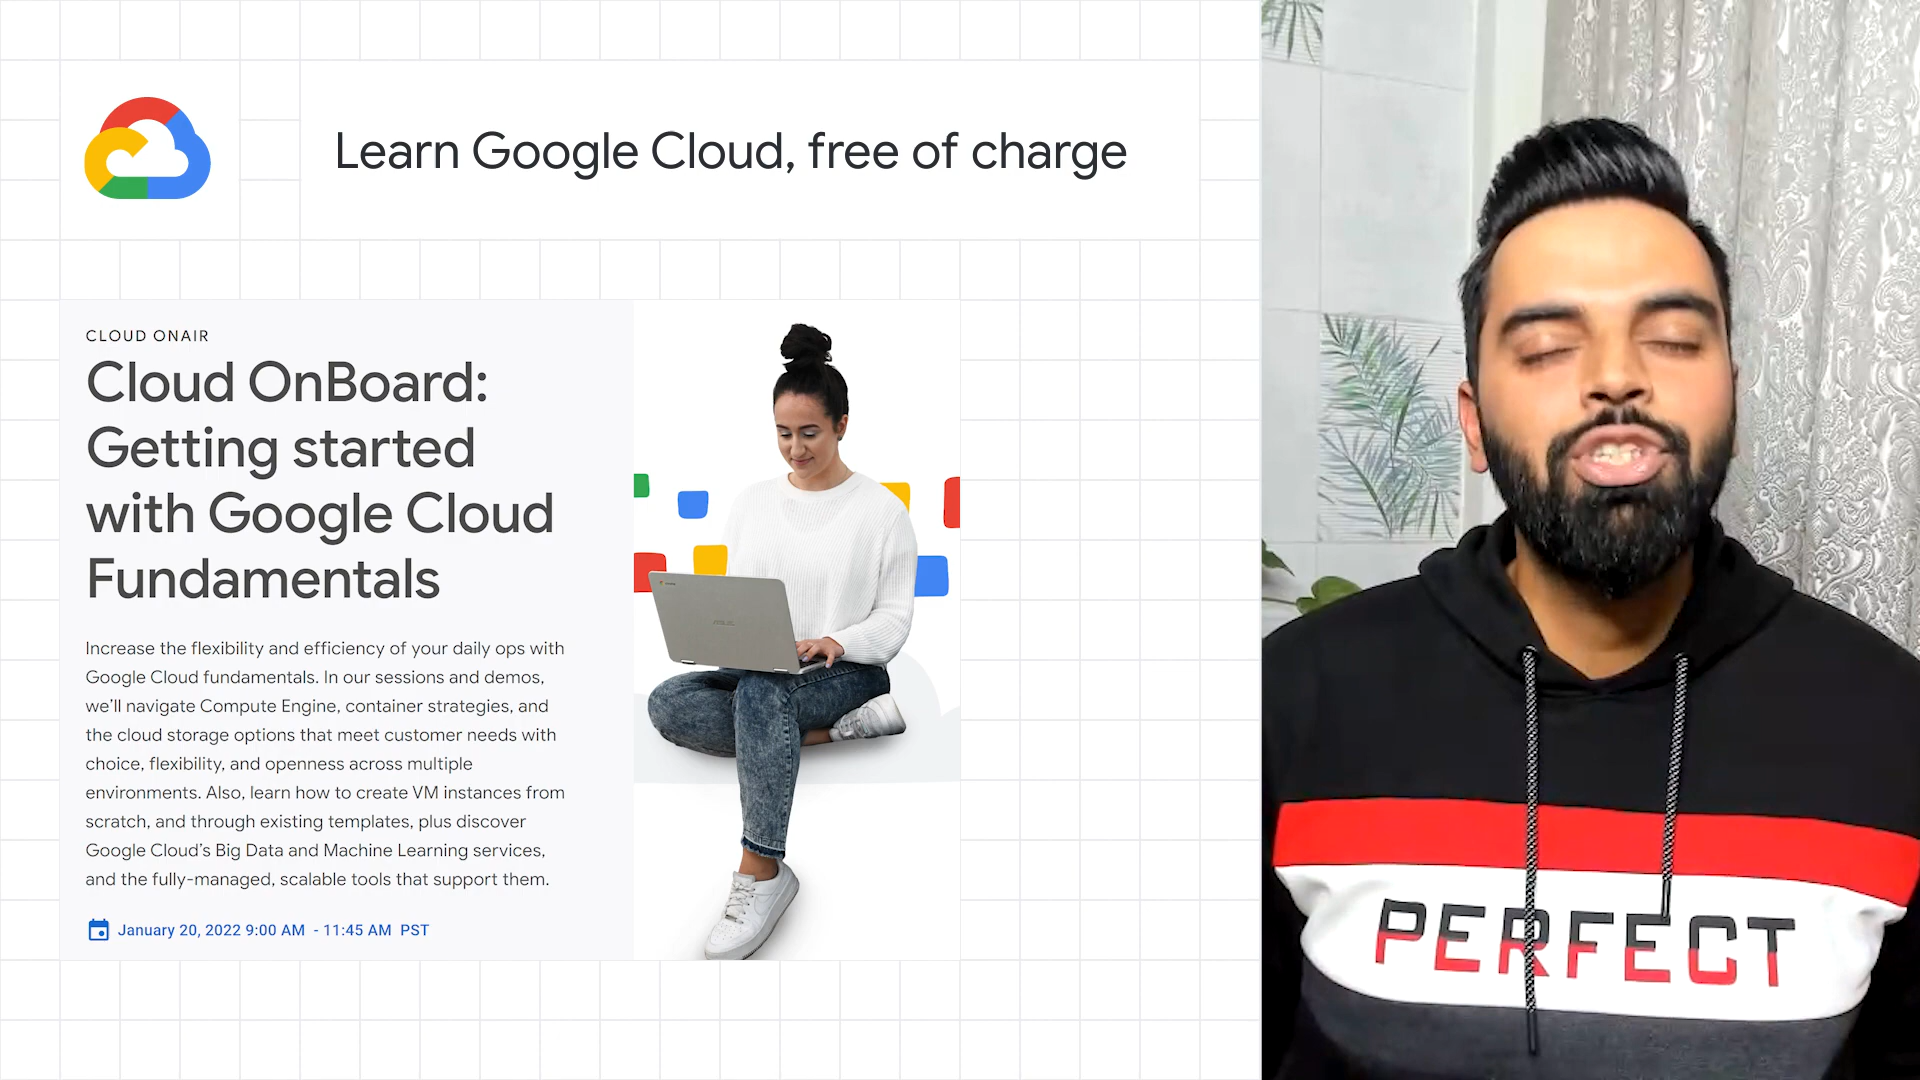 Learn Google Cloud, free of charge
CLOUD ONAIR
Cloud OnBoard:
Getting started
with Google Cloud
Fundamentals
Increase the flexibility and efficiency of your daily ops with
Google Cloud fundamentals. In our sessions and demos,
we'll navigate Compute Engine, container strategies, and
the cloud storage options that meet customer needs with
choice, flexibility, and openness across multiple
environments. Also, learn how to create VM instances from
scratch, and through existing templates, plus discover
Google Cloud's Big Data and Machine Learning services,
and the fully-managed, scalable tools that support them.
January 20, 2022 9:00 AM - 11:45 AM PST
PERFECT